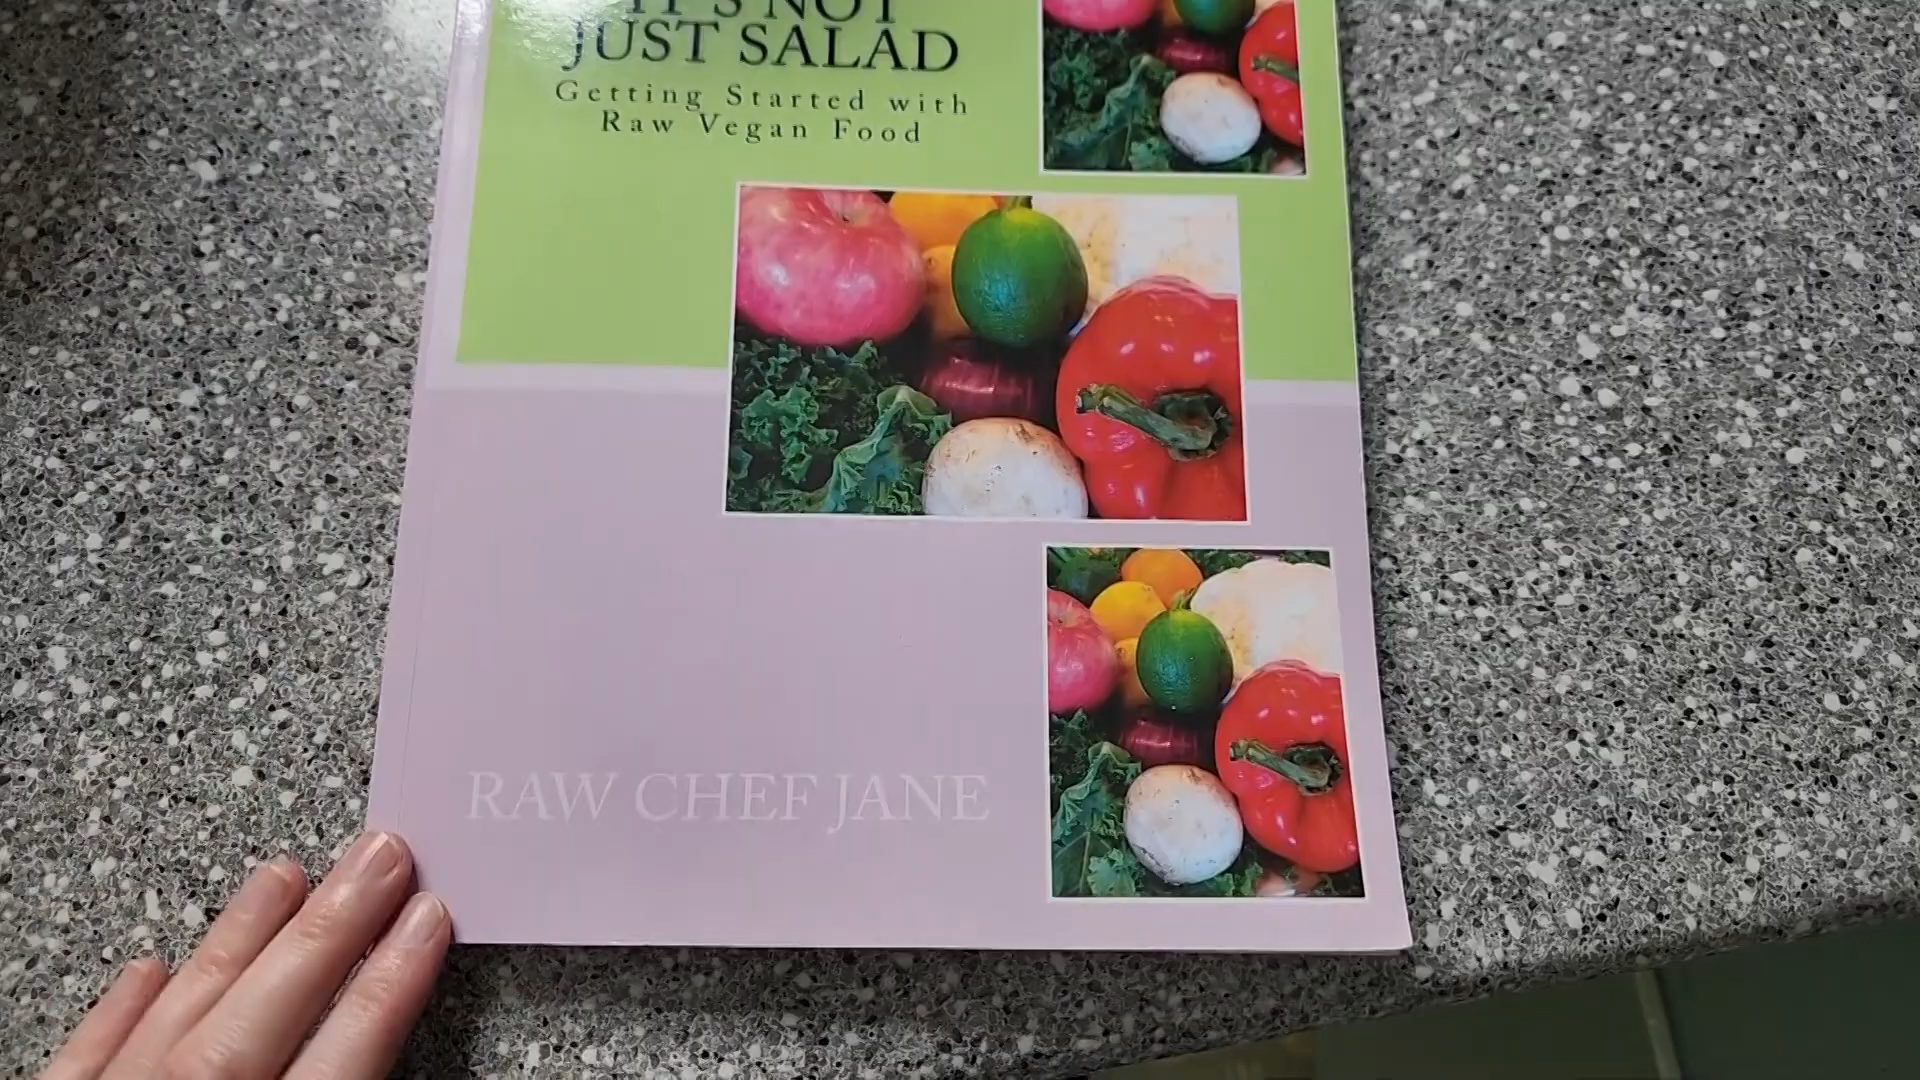 IT'S NOT
JUST SALAD
Getting Started with
Raw Vegan Food
RAW CHEF JANE